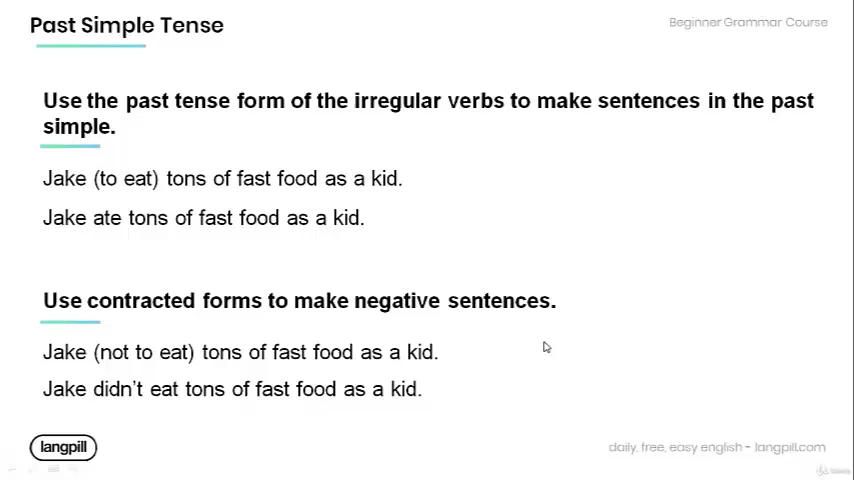 Past Simple Tense
Beginner Grammar Course
Use the past tense form of the irregular verbs to make sentences in the past
simple.
Jake (to eat) tons of fast food as a kid.
Jake ate tons of fast food as a kid.
Use contracted forms to make negative sentences.
Jake (not to eat) tons of fast food as a kid.
Jake didn't eat tons of fast food as a kid.
langpill
daily, free, easy english - langpill.com